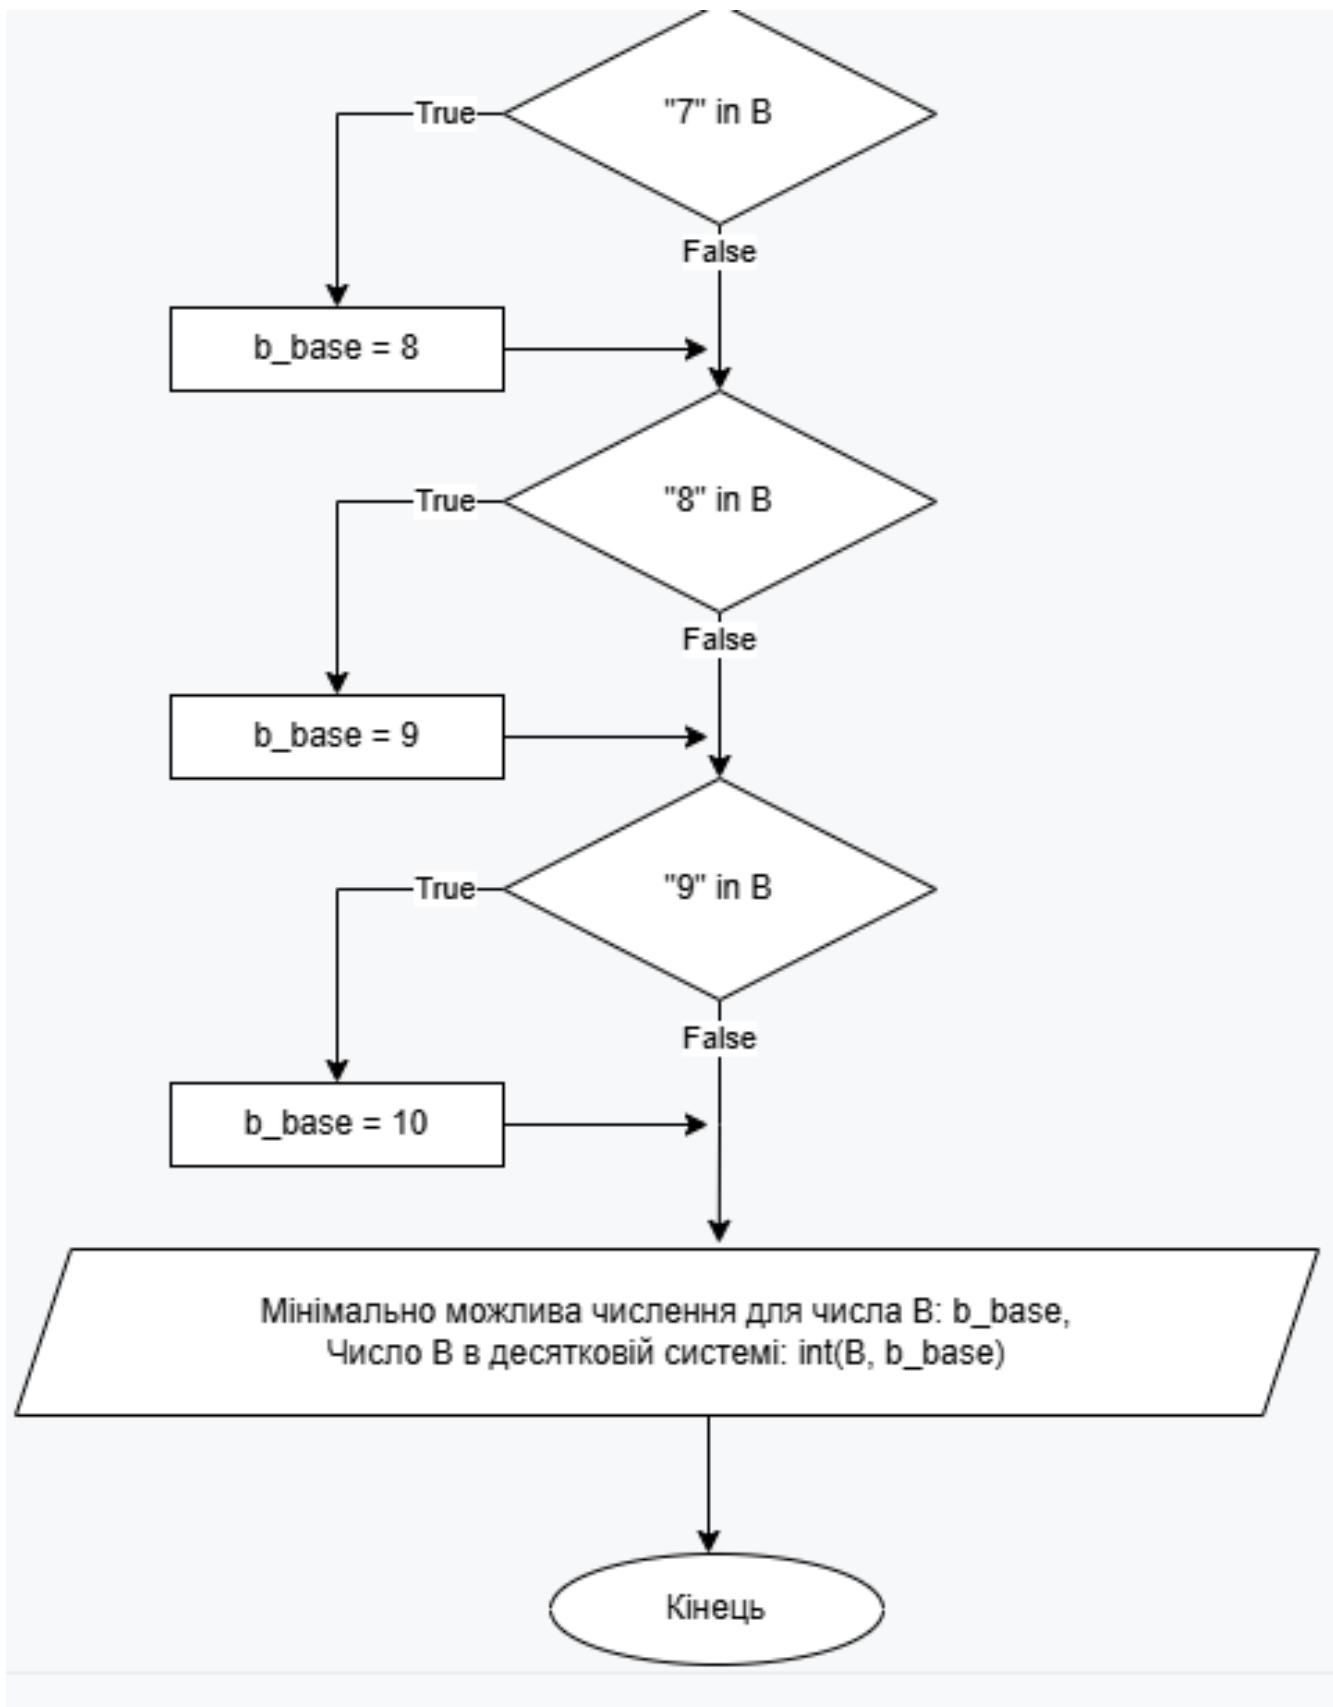 "7" in B
True
False
b_base = 8
"8" in B
True
False
b_base = 9
"9" in B
True
False
b_base = 10
Мінімально можлива числення для числа B: b_base,
Число B в десятковій системі: int(B, b_base)
Кінець